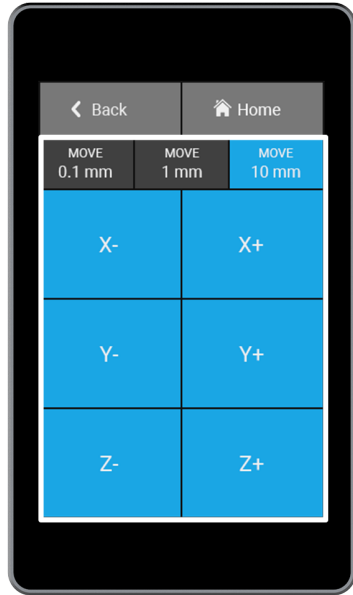 Back
Home
MOVE
0.1 mm
MOVE
1 mm
MOVE
10 mm
X-
X+
Y-
Y+
Z-
Z+